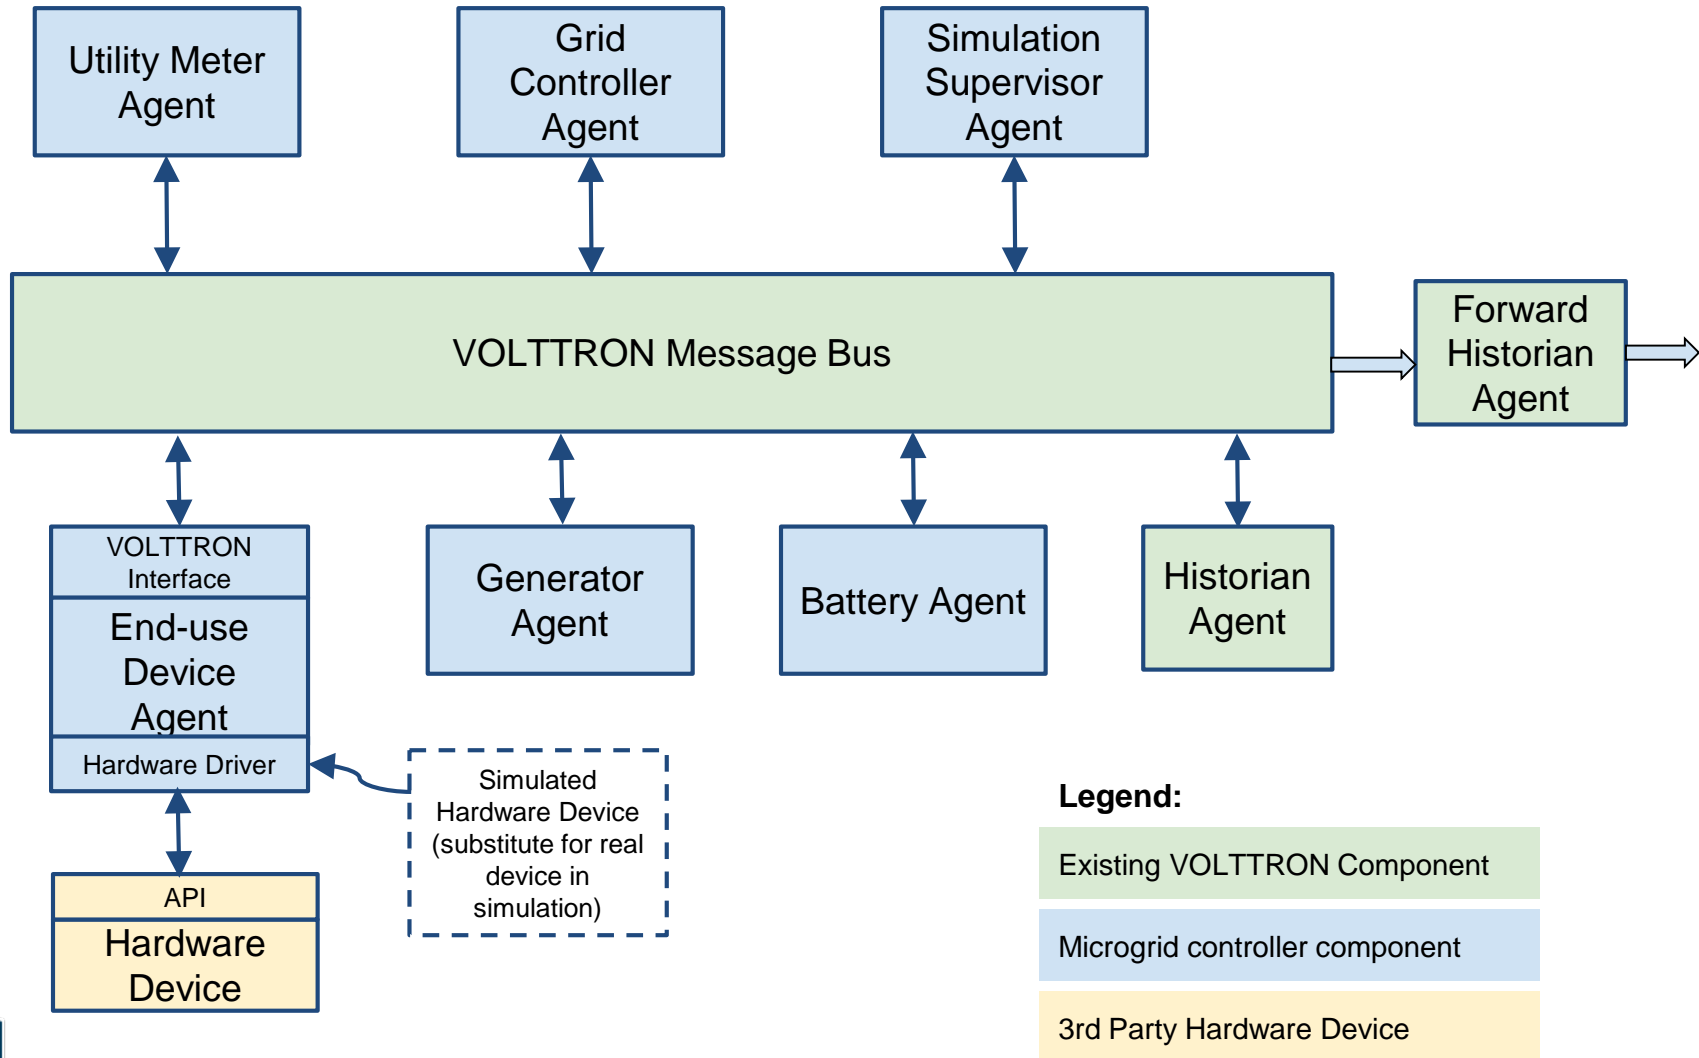 Utility Meter
Agent
Grid
Controller
Agent
Simulation
Supervisor
Agent
VOLTTRON Message Bus
Forward
Historian
Agent
VOLTTRON
Interface
End-use
Device
Agent
Hardware Driver
Generator
Agent
Battery Agent
Historian
Agent
Simulated
Hardware Device
(substitute for real
device in
simulation)
API
Hardware
Device
Legend:
Existing VOLTTRON Component
Microgrid controller component
3rd Party Hardware Device